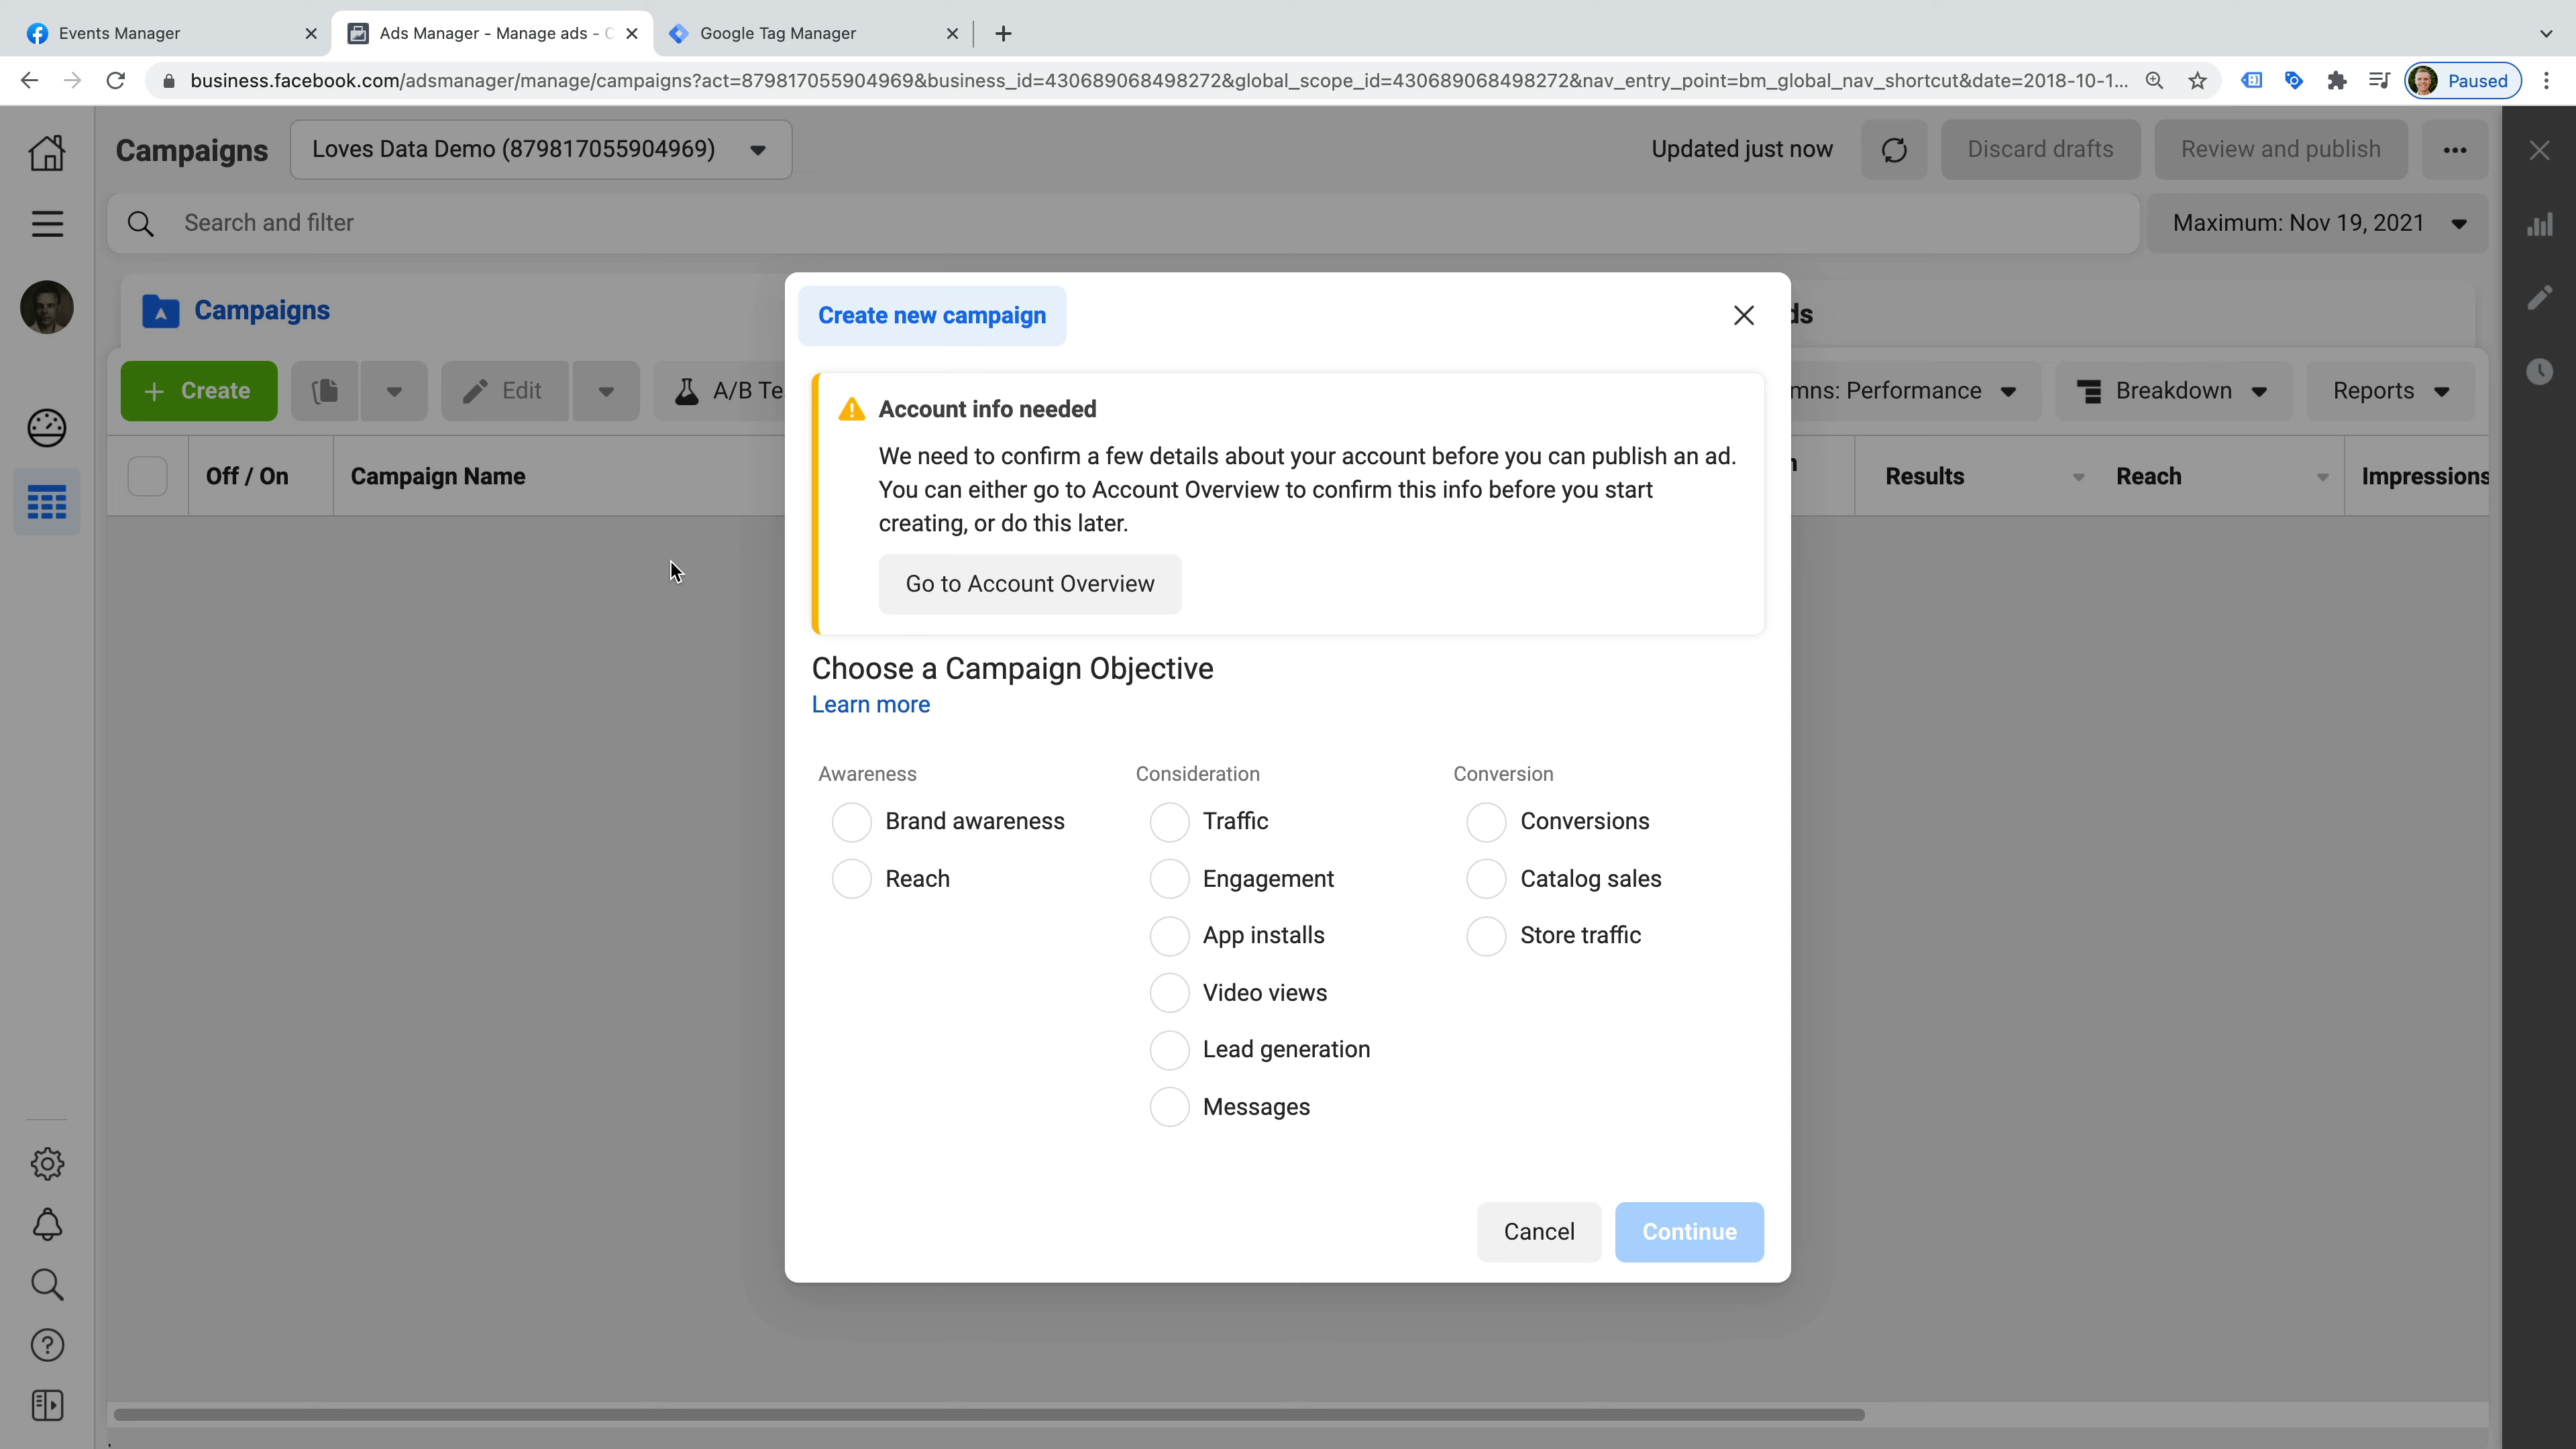 Events Manager
Ads Manager - Manage ads - C
Google Tag Manager
business.facebook.com/adsmanager/manage/campaigns?act=879817055904969&business_id=430689068498272&global_scope_id=430689068498272&nav_entry_point=bm_global_nav_shortcut&date=2018-10-1...
Paused
Campaigns
Loves Data Demo (879817055904969)
Updated just now
Discard drafts
Review and publish
Search and filter
Maximum: Nov 19, 2021
Campaigns
ds
Create
Edit
A/B Te
mns: Performance
Breakdown
Reports
Off / On
Campaign Name
Results
Reach
Impressions
Create new campaign
Account info needed
We need to confirm a few details about your account before you can publish an ad.
You can either go to Account Overview to confirm this info before you start
creating, or do this later.
Go to Account Overview
Choose a Campaign Objective
Learn more
Awareness
Consideration
Conversion
Brand awareness
Traffic
Conversions
Reach
Engagement
Catalog sales
App installs
Store traffic
Video views
Lead generation
Messages
Cancel
Continue